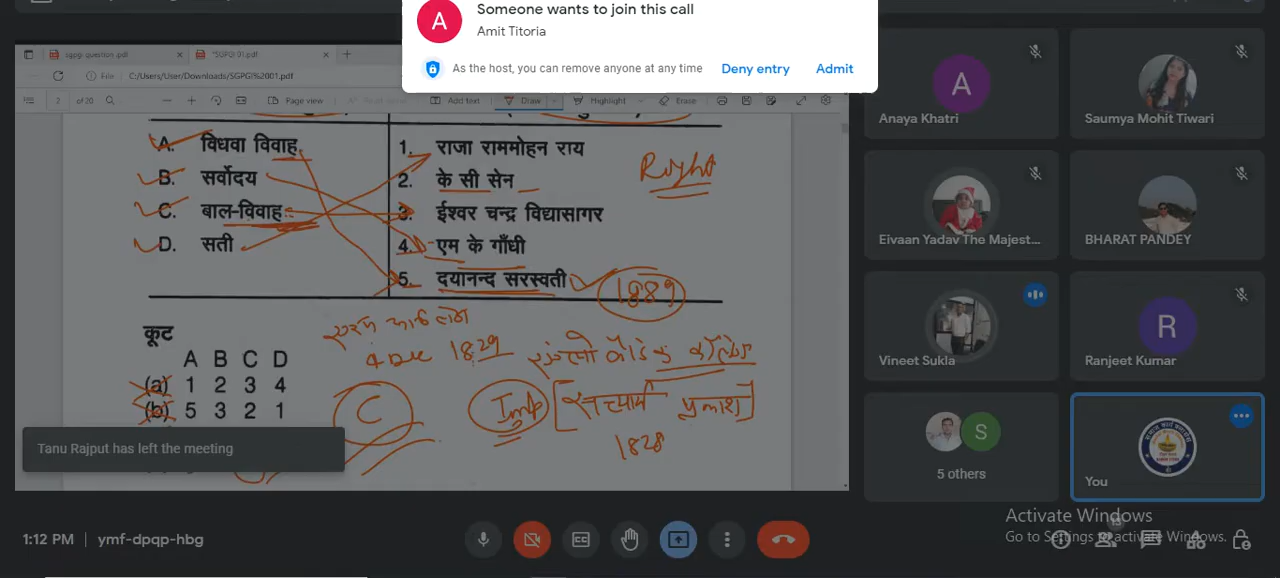 Someone wants to join this call
Amit Titoria
As the host, you can remove anyone at any time
Deny entry
Admit
A
sgpgi question .pdf
File
C:/Users/User/Downloads/SGPGI%2001.pdf
2 of 20
Page view
Add text
Draw
Highlight
Erase
A. विधवा विवाह
1. राजा राममोहन राय
Right
B. सर्वोदय
2. के सी सेन
C. बाल-विवाह
3. ईश्वर चन्द्र विद्यासागर
D. सती
4. एम के गाँधी
5. दयानन्द सरस्वती
1889
कूट
4 Dec 1829
A B C D
(a) 1 2 3 4
(b) 5 3 2 1
C
Imp
प्रकाश
1828
Tanu Rajput has left the meeting
A
Anaya Khatri
Saumya Mohit Tiwari
Eivaan Yadav The Majest...
BHARAT PANDEY
Vineet Sukla
R
Ranjeet Kumar
S
5 others
You
Activate Windows
Go to Settings to activate Windows.
1:12 PM | ymf-dpqp-hbg